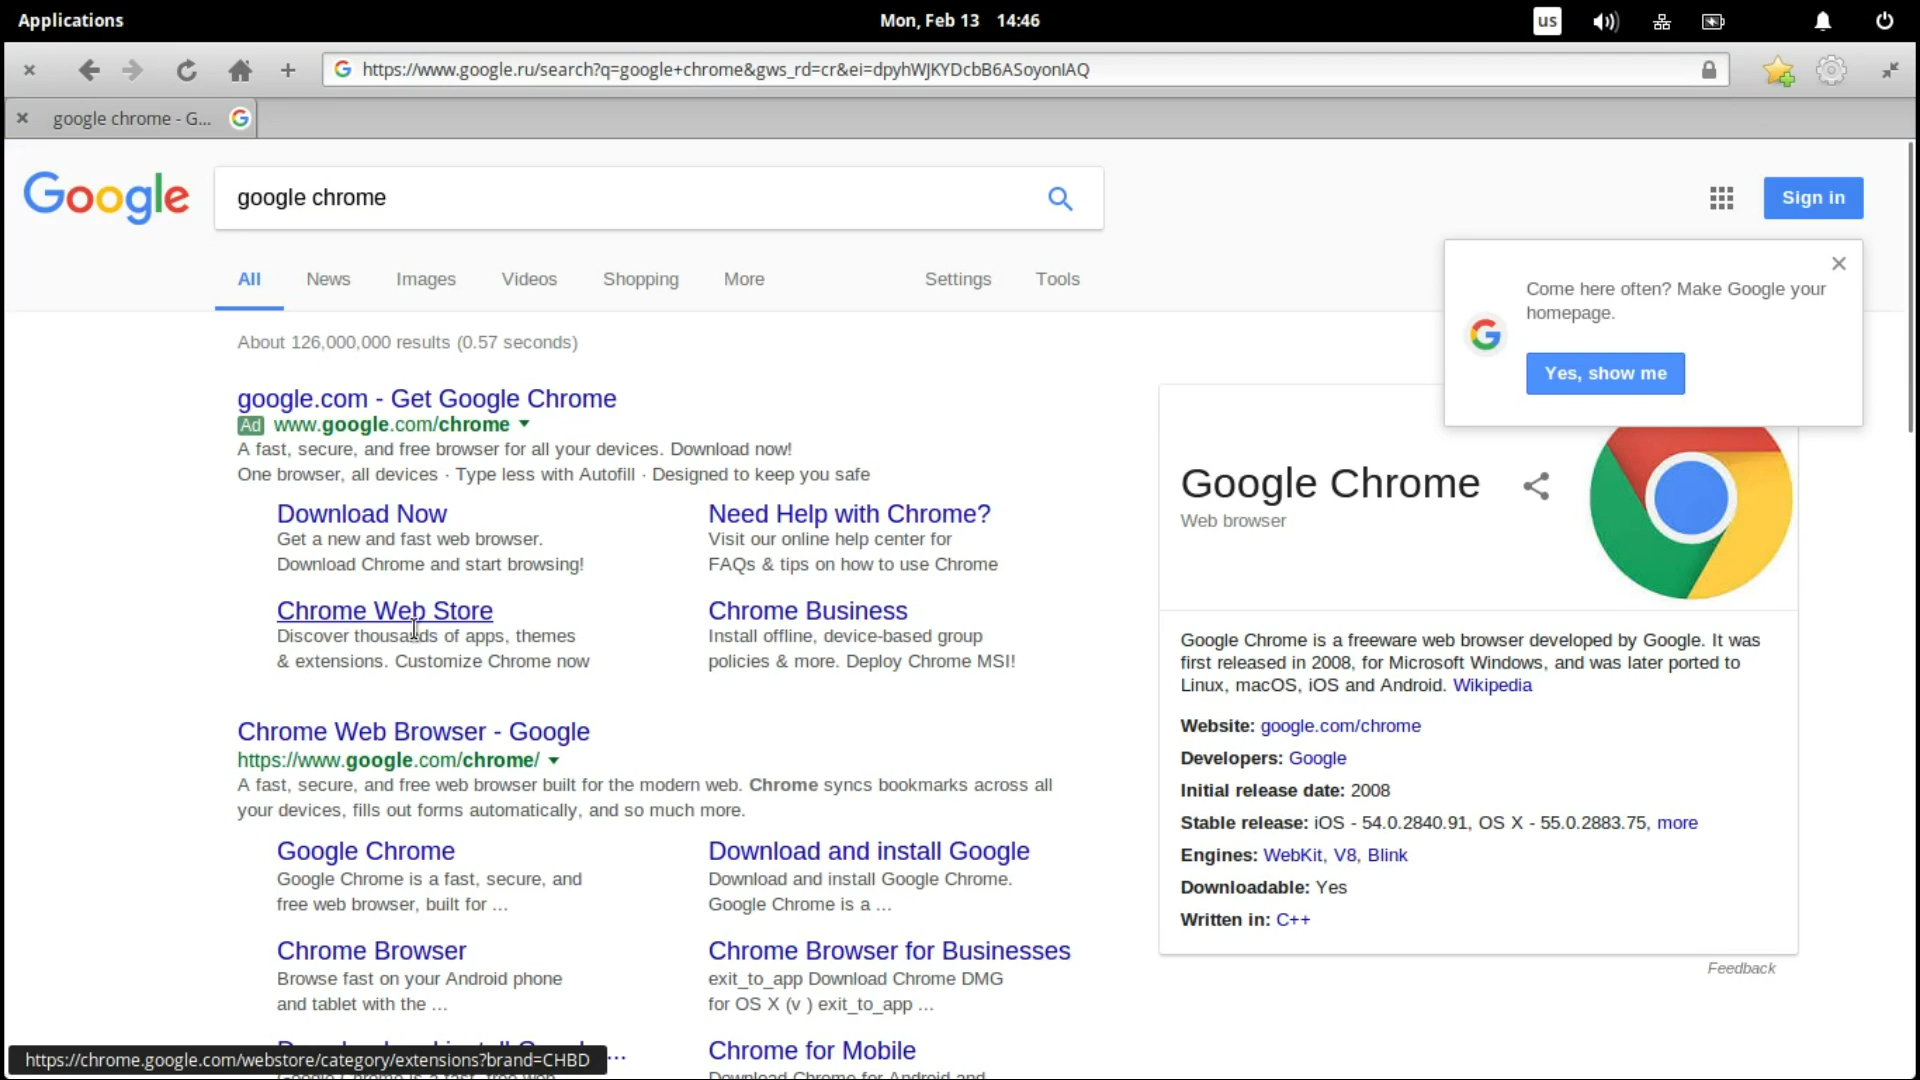 Applications
Mon, Feb 13 14:46
us
https://www.google.ru/search?q=google+chrome&gws_rd=cr&ei=dpyhWJKYDcbB6ASoyonIAQ
google chrome - G...
Google
google chrome
Sign in
All News Images Videos Shopping More Settings Tools
Come here often? Make Google your
homepage.
Yes, show me
About 126,000,000 results (0.57 seconds)
google.com - Get Google Chrome
Ad www.google.com/chrome
A fast, secure, and free browser for all your devices. Download now!
One browser, all devices · Type less with Autofill · Designed to keep you safe
Download Now
Get a new and fast web browser.
Download Chrome and start browsing!
Need Help with Chrome?
Visit our online help center for
FAQs & tips on how to use Chrome
Chrome Web Store
Discover thousands of apps, themes
& extensions. Customize Chrome now
Chrome Business
Install offline, device-based group
policies & more. Deploy Chrome MSI!
Chrome Web Browser - Google
https://www.google.com/chrome/
A fast, secure, and free web browser built for the modern web. Chrome syncs bookmarks across all
your devices, fills out forms automatically, and so much more.
Google Chrome
Google Chrome is a fast, secure, and
free web browser, built for ...
Download and install Google
Download and install Google Chrome.
Google Chrome is a ...
Chrome Browser
Browse fast on your Android phone
and tablet with the ...
Chrome Browser for Businesses
exit_to_app Download Chrome DMG
for OS X (v ) exit_to_app ...
Chrome for Mobile
Download Chrome for Android and
https://chrome.google.com/webstore/category/extensions?brand=CHBD
Google Chrome
Web browser
Google Chrome is a freeware web browser developed by Google. It was
first released in 2008, for Microsoft Windows, and was later ported to
Linux, macOS, iOS and Android. Wikipedia
Website: google.com/chrome
Developers: Google
Initial release date: 2008
Stable release: iOS - 54.0.2840.91, OS X - 55.0.2883.75, more
Engines: WebKit, V8, Blink
Downloadable: Yes
Written in: C++
Feedback